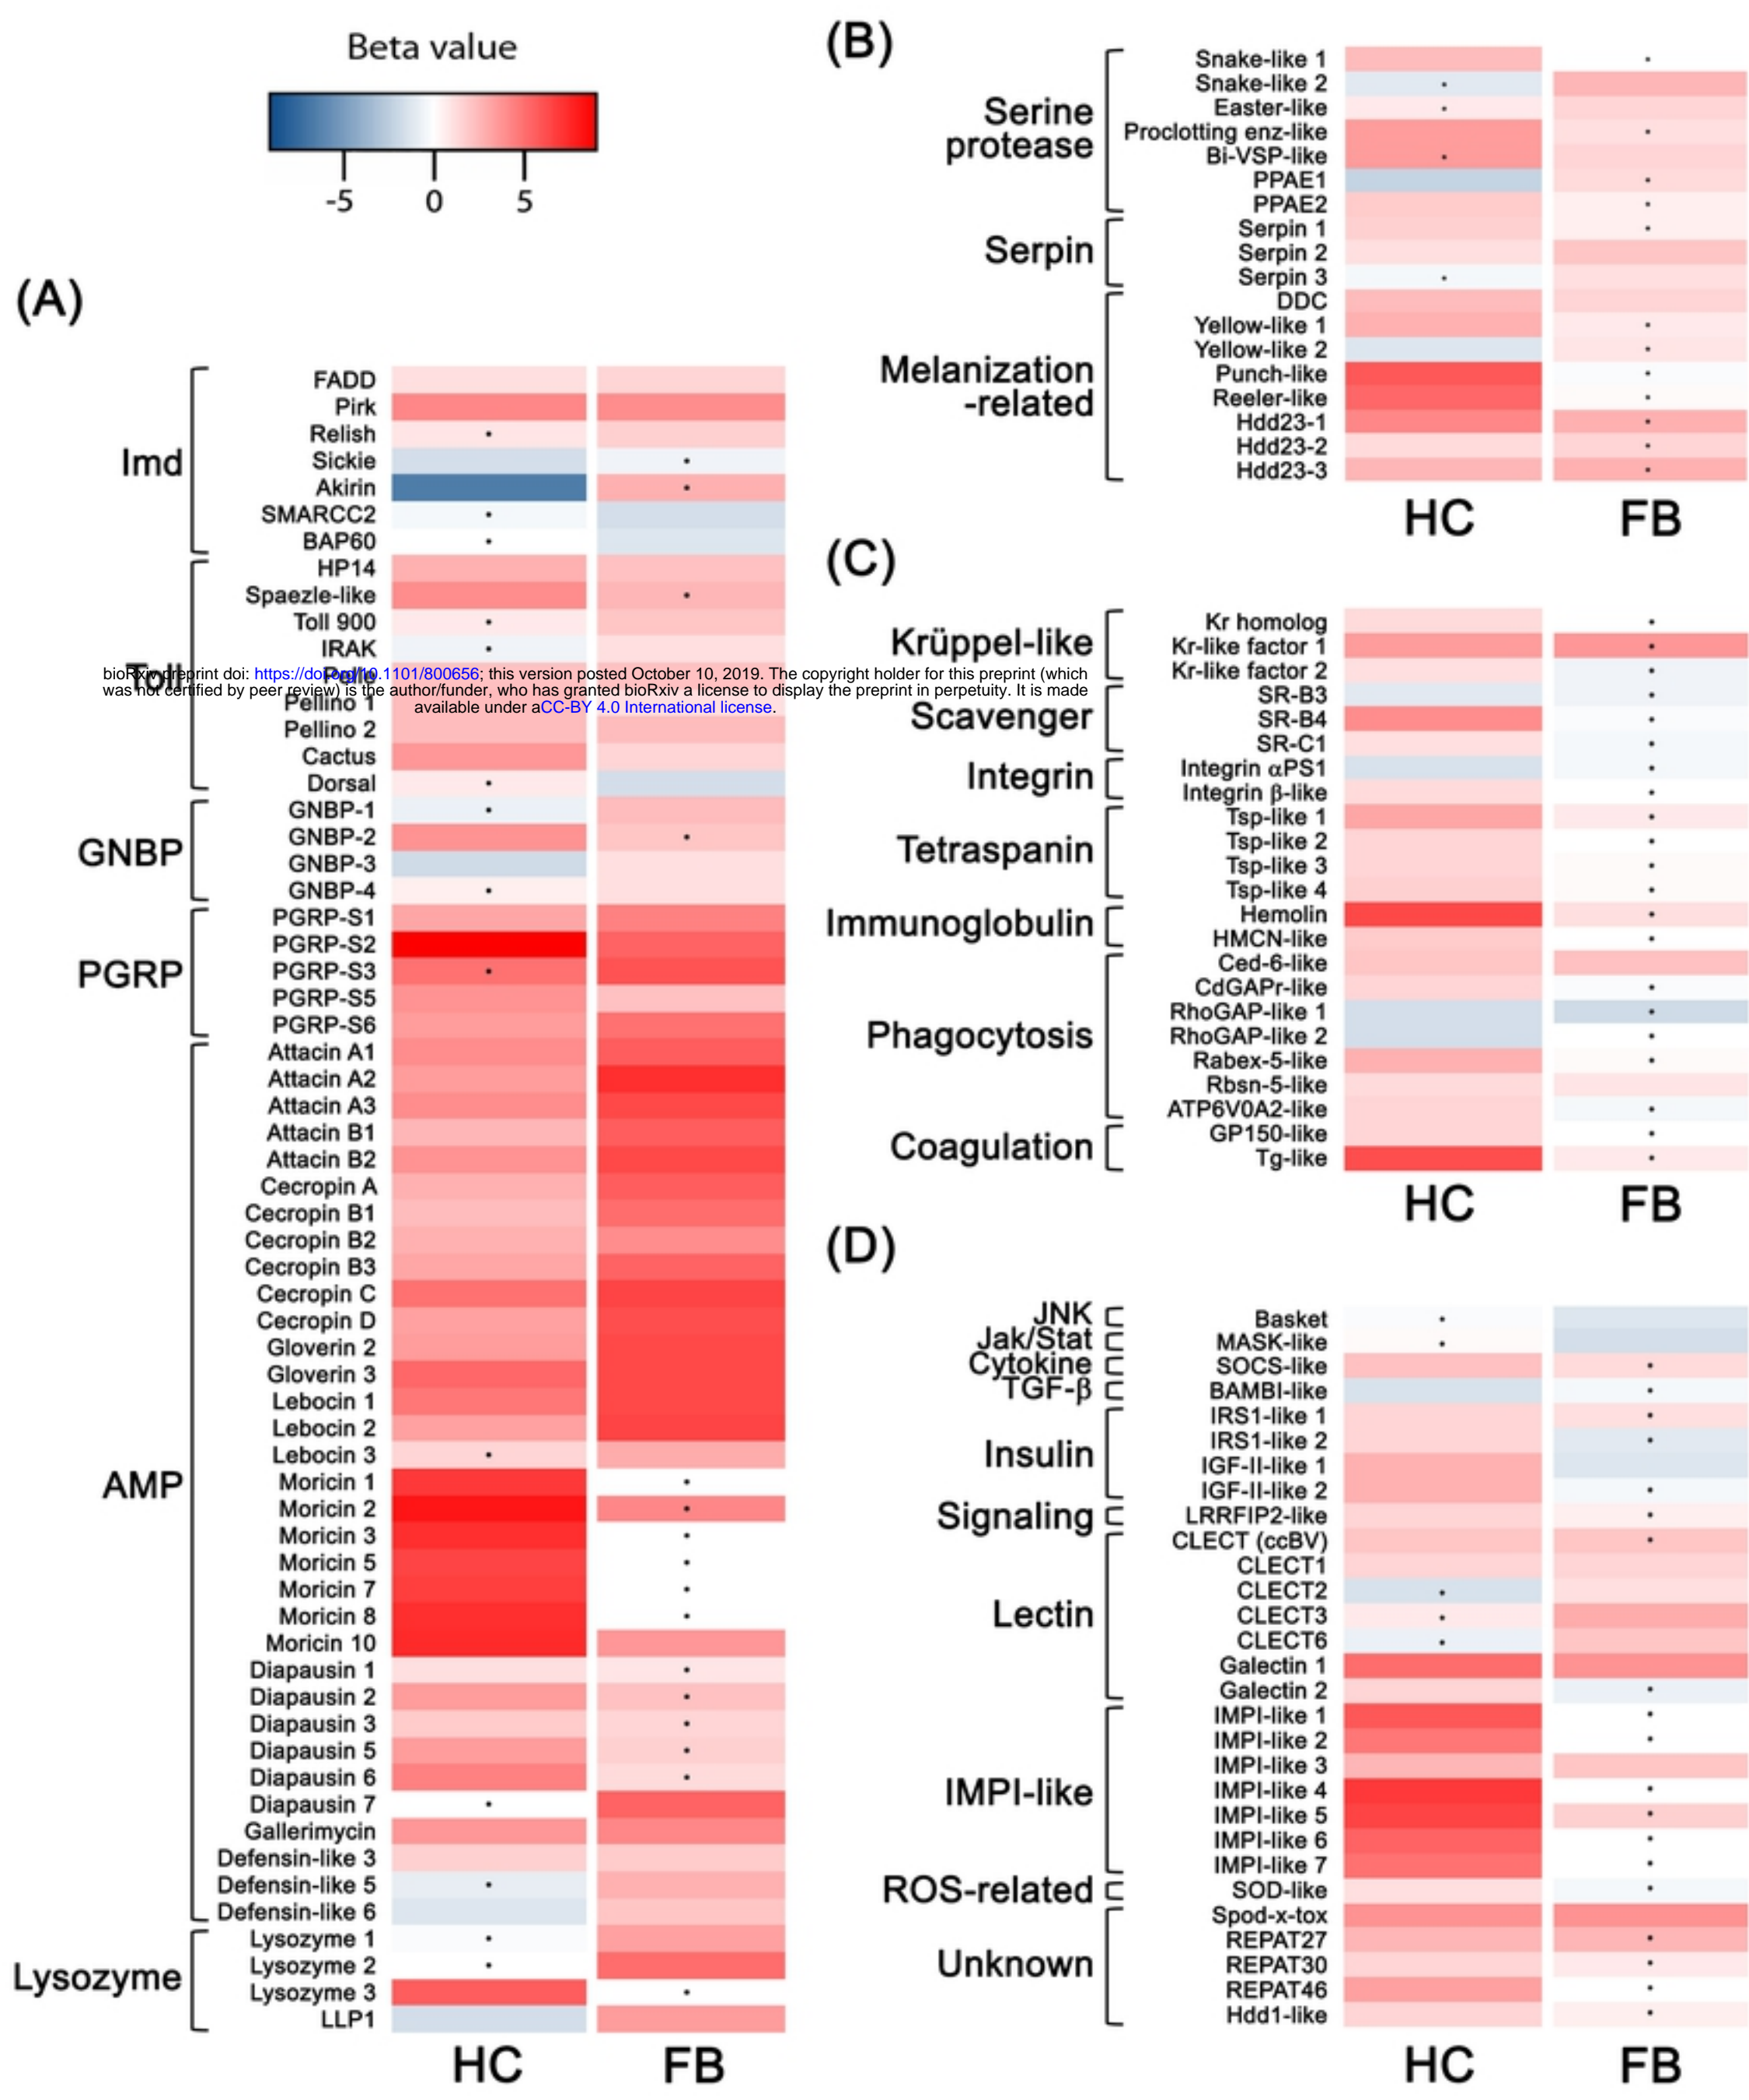 Beta value
-5 0 5
(A)
Imd
FADD
Pirk
Relish
Sickie
Akirin
SMARCC2
BAP60
Toll
HP14
Spaezle-like
Toll 900
IRAK
Pellino 1
Pellino 2
Cactus
Dorsal
bioRxiv preprint doi: https://doi.org/10.1101/800656; this version posted October 10, 2019. The copyright holder for this preprint (which
was not certified by peer review) is the author/funder, who has granted bioRxiv a license to display the preprint in perpetuity. It is made
available under aCC-BY 4.0 International license.
GNBP
GNBP-1
GNBP-2
GNBP-3
GNBP-4
PGRP
PGRP-S1
PGRP-S2
PGRP-S3
PGRP-S5
PGRP-S6
AMP
Attacin A1
Attacin A2
Attacin A3
Attacin B1
Attacin B2
Cecropin A
Cecropin B1
Cecropin B2
Cecropin B3
Cecropin C
Cecropin D
Gloverin 2
Gloverin 3
Lebocin 1
Lebocin 2
Lebocin 3
Moricin 1
Moricin 2
Moricin 3
Moricin 5
Moricin 7
Moricin 8
Moricin 10
Diapausin 1
Diapausin 2
Diapausin 3
Diapausin 5
Diapausin 6
Diapausin 7
Gallerimycin
Defensin-like 3
Defensin-like 5
Defensin-like 6
Lysozyme
Lysozyme 1
Lysozyme 2
Lysozyme 3
LLP1
HC FB
(B)
Serine
protease
Snake-like 1
Snake-like 2
Easter-like
Proclotting enz-like
Bi-VSP-like
PPAE1
PPAE2
Serpin
Serpin 1
Serpin 2
Serpin 3
Melanization
-related
DDC
Yellow-like 1
Yellow-like 2
Punch-like
Reeler-like
Hdd23-1
Hdd23-2
Hdd23-3
HC FB
(C)
Krüppel-like
Kr homolog
Kr-like factor 1
Kr-like factor 2
Scavenger
SR-B3
SR-B4
SR-C1
Integrin
Integrin αPS1
Integrin β-like
Tetraspanin
Tsp-like 1
Tsp-like 2
Tsp-like 3
Tsp-like 4
Immunoglobulin
Hemolin
HMCN-like
Phagocytosis
Ced-6-like
CdGAPr-like
RhoGAP-like 1
RhoGAP-like 2
Rabex-5-like
Rbsn-5-like
ATP6V0A2-like
Coagulation
GP150-like
Tg-like
HC FB
(D)
JNK
Basket
Jak/Stat
MASK-like
Cytokine
SOCS-like
TGF-β
BAMBI-like
Insulin
IRS1-like 1
IRS1-like 2
IGF-II-like 1
IGF-II-like 2
Signaling
LRRFIP2-like
Lectin
CLECT (ccBV)
CLECT1
CLECT2
CLECT3
CLECT6
Galectin 1
Galectin 2
IMPI-like
IMPI-like 1
IMPI-like 2
IMPI-like 3
IMPI-like 4
IMPI-like 5
IMPI-like 6
IMPI-like 7
ROS-related
SOD-like
Unknown
Spod-x-tox
REPAT27
REPAT30
REPAT46
Hdd1-like
HC FB